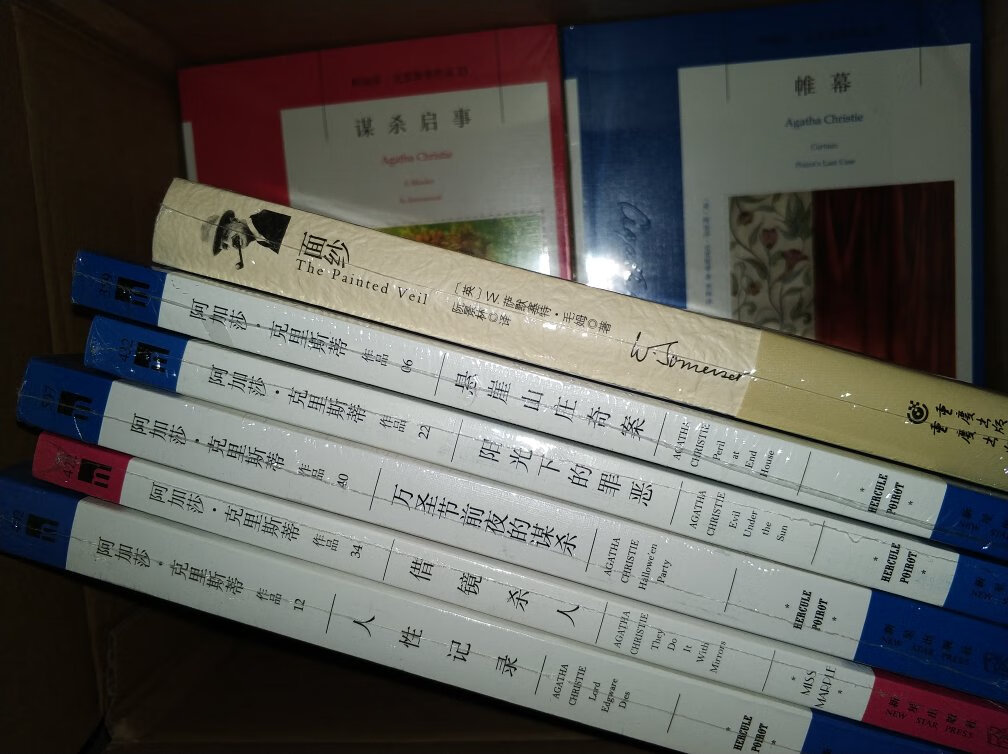 谋杀启事
Agatha Christie
A Murder
Is Announced
帷幕
Agatha Christie
Curtain:
Poirot's Last Case
面纱
The Painted Veil
[英] W. 萨默塞特·毛姆◎著
阮景林◎译
重庆出版
重庆出版
阿加莎·克里斯蒂
作品
06
悬崖山庄奇案
AGATHA
CHRISTIE
Peril
at
End
House
*
HERCULE
POIROT
*
阿加莎·克里斯蒂
作品
22
阳光下的罪恶
AGATHA
CHRISTIE
Evil
Under
the
Sun
*
HERCULE
POIROT
*
阿加莎·克里斯蒂
作品
40
万圣节前夜的谋杀
AGATHA
CHRISTIE
Hallowe'en
Party
*
HERCULE
POIROT
*
阿加莎·克里斯蒂
作品
34
借镜杀人
AGATHA
CHRISTIE
They
Do
It
With
Mirrors
*
MISS
MARPLE
*
新星出版社
NEW STAR PRESS
阿加莎·克里斯蒂
作品
12
人性记录
AGATHA
CHRISTIE
Lord
Edgware
Dies
*
HERCULE
POIROT